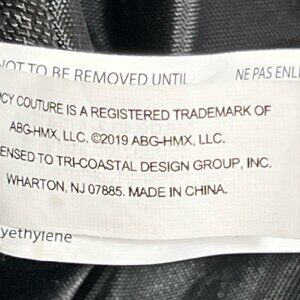 NOT TO BE REMOVED UNTIL NE PAS ENL
CY COUTURE IS A REGISTERED TRADEMARK OF
ABG-HMX, LLC. ©2019 ABG-HMX, LLC.
ENSED TO TRI-COASTAL DESIGN GROUP, INC.
WHARTON, NJ 07885. MADE IN CHINA.
yethylene